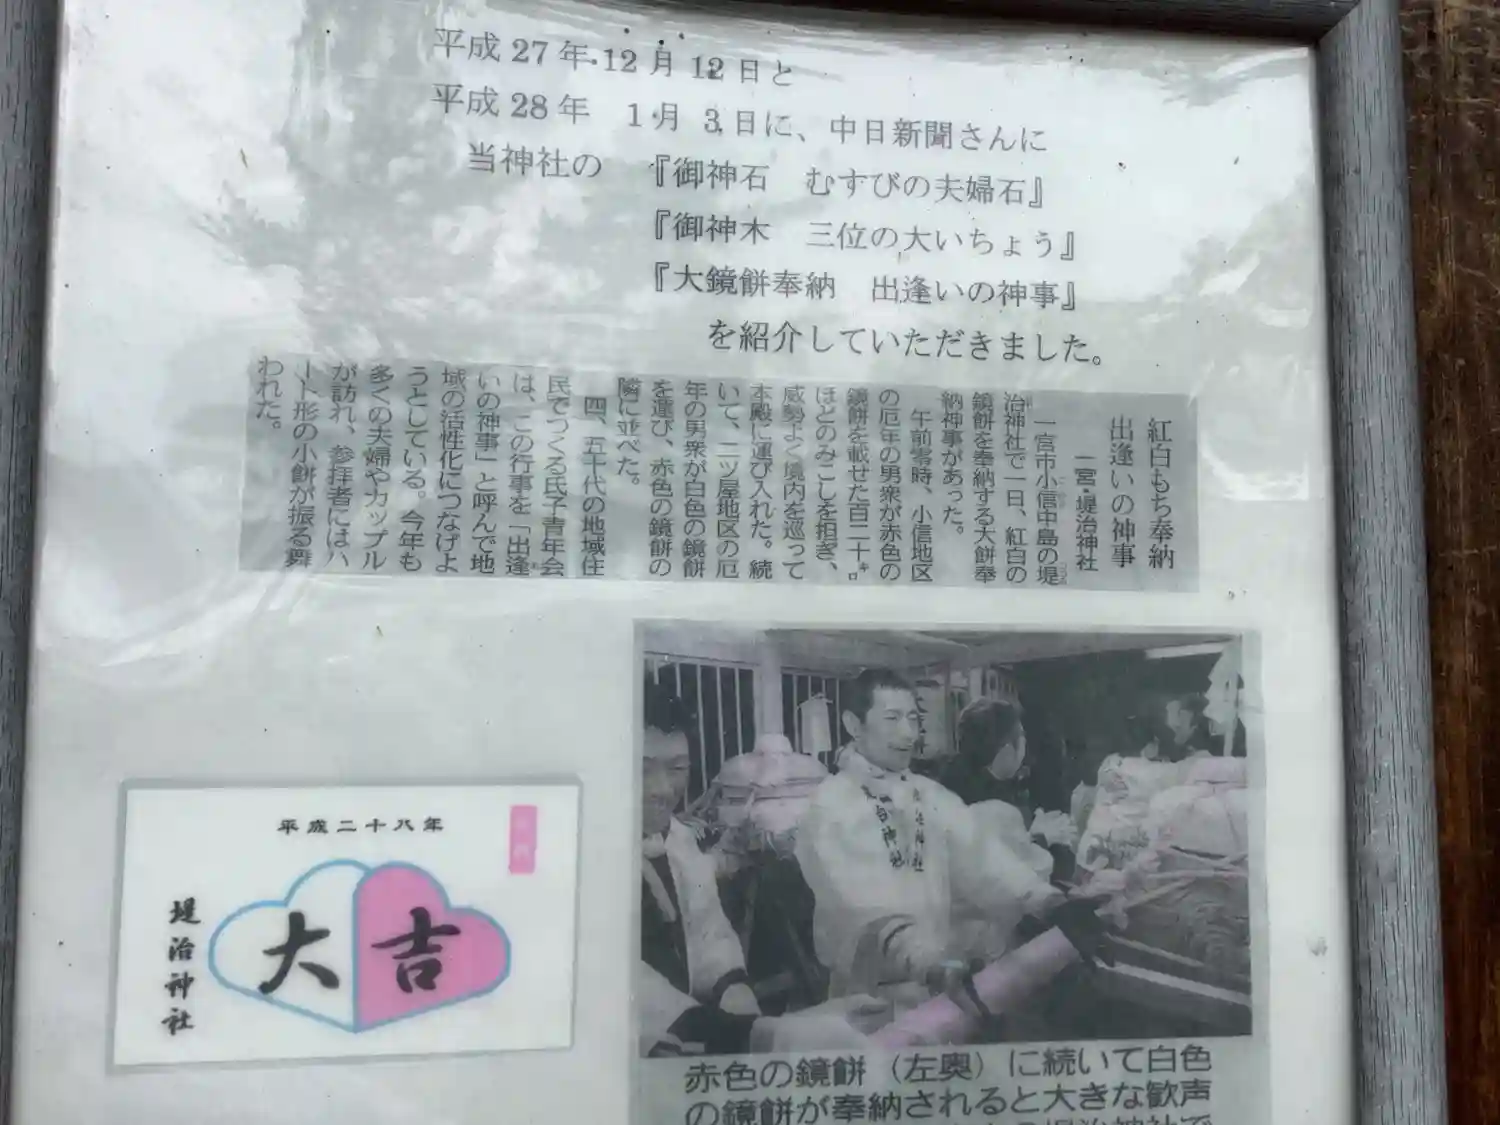 平成27年12月12日と
平成28年 1月 3日に、中日新聞さんに
当神社の 『御神石 むすびの夫婦石』
『御神木 三位の大いちょう』
『大鏡餅奉納 出逢いの神事』
を紹介していただきました。
紅白もち奉納
出逢いの神事
一宮・堤治神社
一宮市小信中島の堤
治神社で一日、紅白の
鏡餅を奉納する大餅奉
納神事があった。
午前零時、小信地区
の厄年の男衆が赤色の
鏡餅を載せた百二十㌔
ほどのみこしを担ぎ、
威勢よく境内を巡って
本殿に運び入れた。続
いて、二ツ屋地区の厄
年の男衆が白色の鏡餅
を運び、赤色の鏡餅の
隣に並べた。
四、五十代の地域住
民でつくる氏子青年会
は、この行事を「出逢
いの神事」と呼んで地
域の活性化につなげよ
うとしている。今年も
多くの夫婦やカップル
が訪れ、参拝者にはハ
ート形の小餅が振る舞
われた。
平成二十八年
大吉
堤治神社
赤色の鏡餅（左奥）に続いて白色
の鏡餅が奉納されると大きな歓声